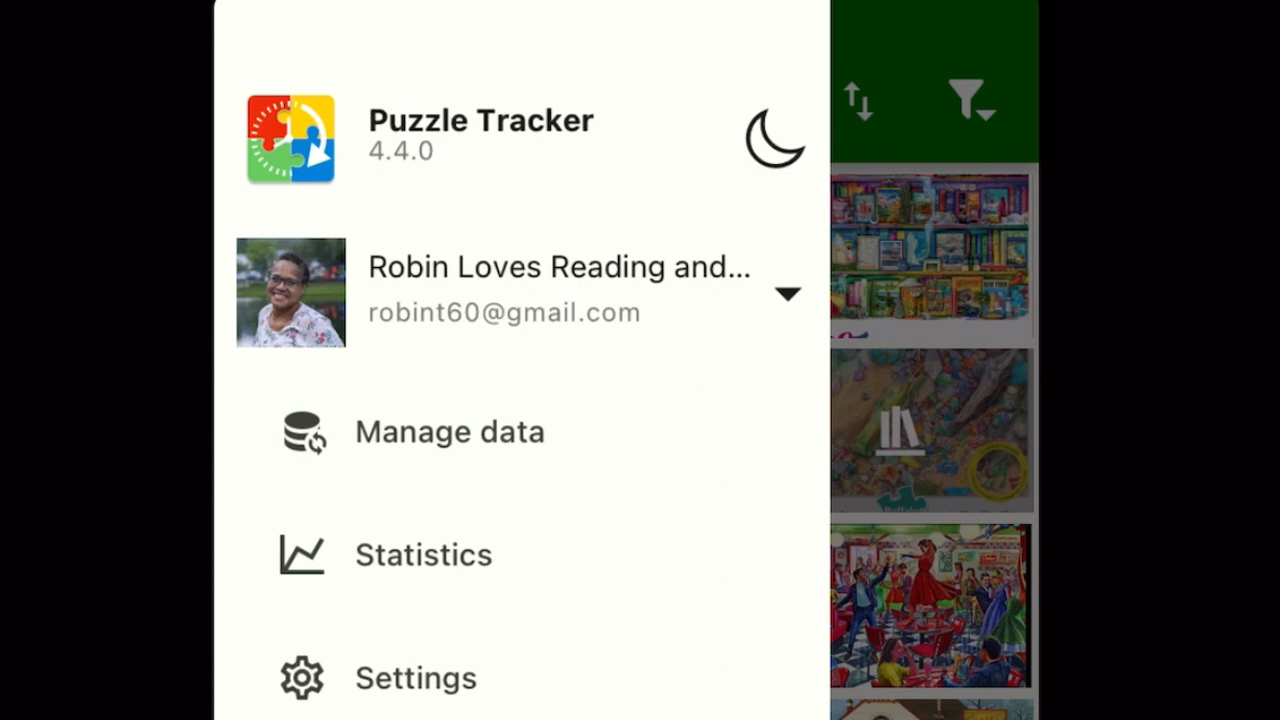 Puzzle Tracker
4.4.0
Robin Loves Reading and...
robint60@gmail.com
Manage data
Statistics
Settings